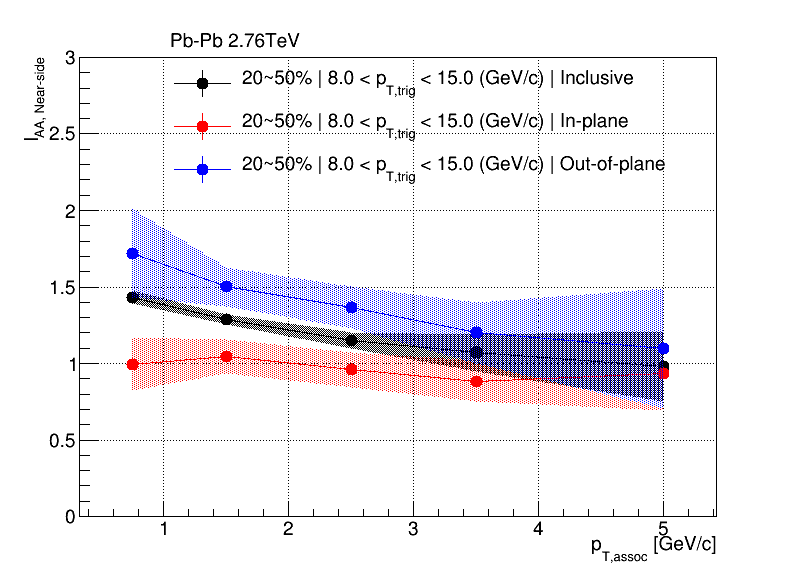 Pb-Pb 2.76TeV
I_AA, Near-side
20~50% | 8.0 < p_T,trig < 15.0 (GeV/c) | Inclusive
20~50% | 8.0 < p_T,trig < 15.0 (GeV/c) | In-plane
20~50% | 8.0 < p_T,trig < 15.0 (GeV/c) | Out-of-plane
3
2.5
2
1.5
1
0.5
0
1 2 3 4 5
p_T,assoc [GeV/c]